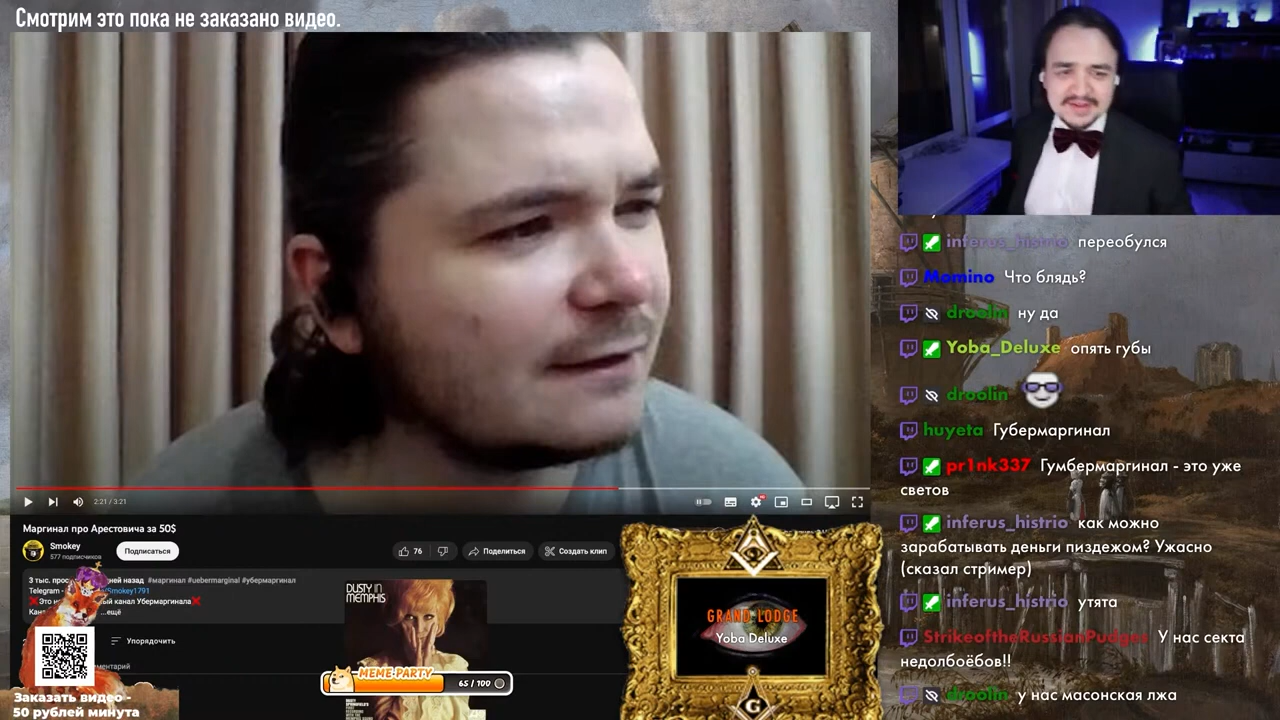 Смотрим это пока не заказано видео.
2:21 / 3:21
Маргинал про Арестовича за 50$
Smokey
577 подписчиков
Подписаться
76
Поделиться
Создать клип
#маргинал #uebermarginal #убермаргинал
Telegram -
Smokey1791
канал Убермаргинала
...ещё
Упорядочить
Заказать видео -
50 рублей минута
DUSTY IN
MEMPHIS
MEME PARTY
65 / 100
GRAND LODGE
Yoba Deluxe
G
inferus_histrio переобулся
Momino Что блядь?
droolin ну да
Yoba_Deluxe опять губы
droolin
huyeta Губермаргинал
pr1nk337 Гумбермаргинал - это уже
светов
inferus_histrio как можно
зарабатывать деньги пиздежом? Ужасно
(сказал стример)
inferus_histrio утята
StrikeoftheRussianPudges У нас секта
недолбоёбов!!
droolin у нас масонская лжа